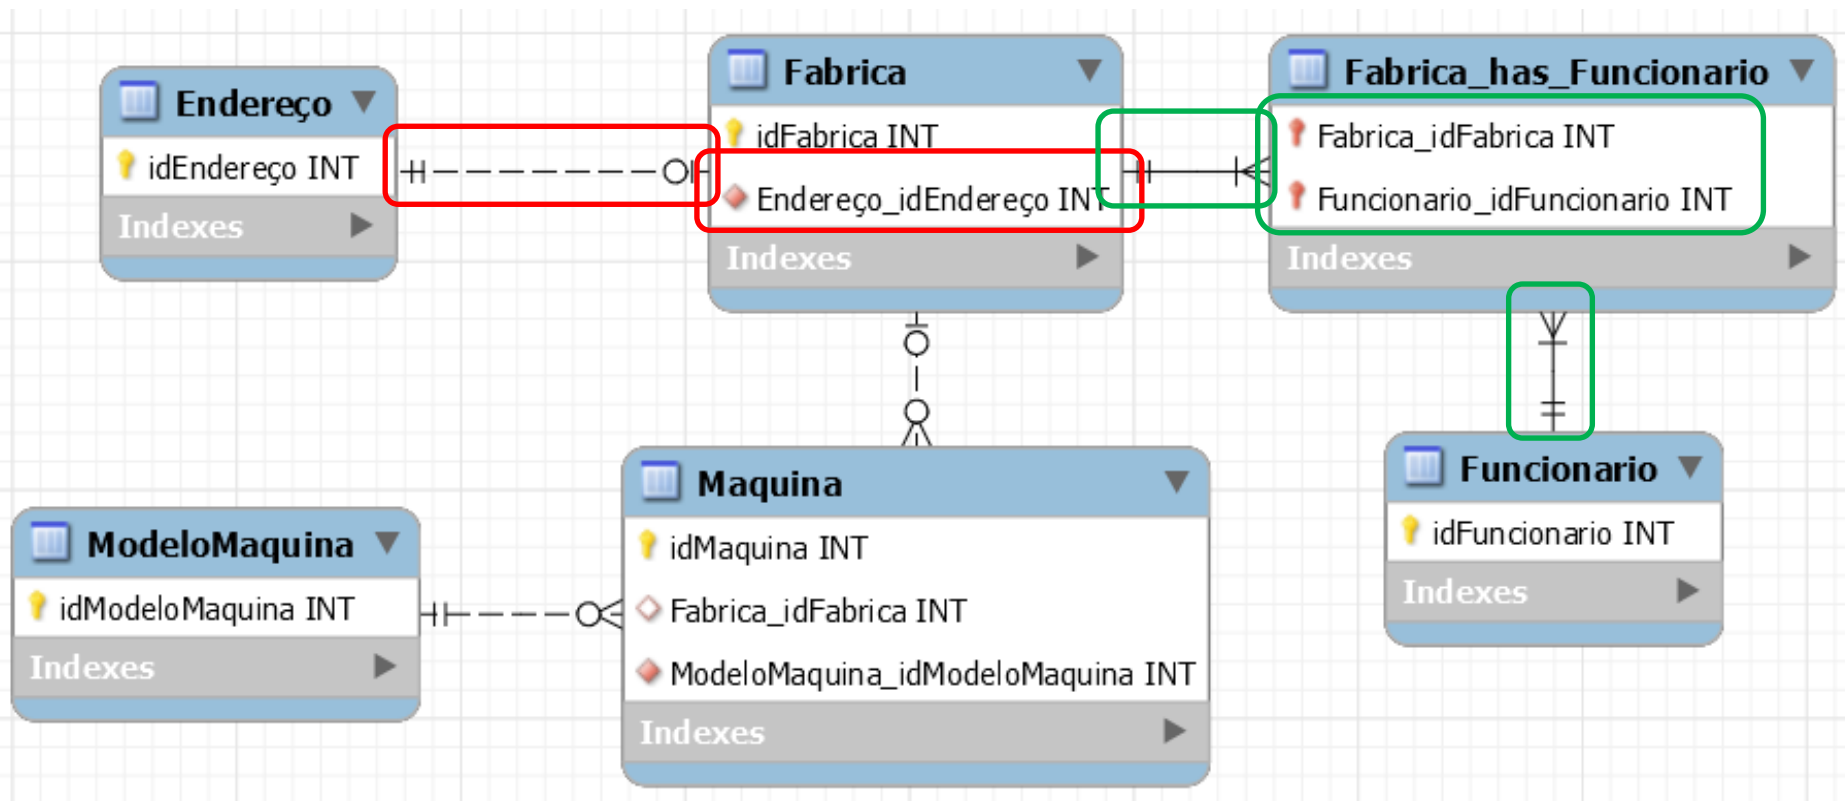 Endereço
idEndereço INT
Indexes
Fabrica
idFabrica INT
Endereço_idEndereço INT
Indexes
Fabrica_has_Funcionario
Fabrica_idFabrica INT
Funcionario_idFuncionario INT
Indexes
ModeloMaquina
idModeloMaquina INT
Indexes
Maquina
idMaquina INT
Fabrica_idFabrica INT
ModeloMaquina_idModeloMaquina INT
Indexes
Funcionario
idFuncionario INT
Indexes